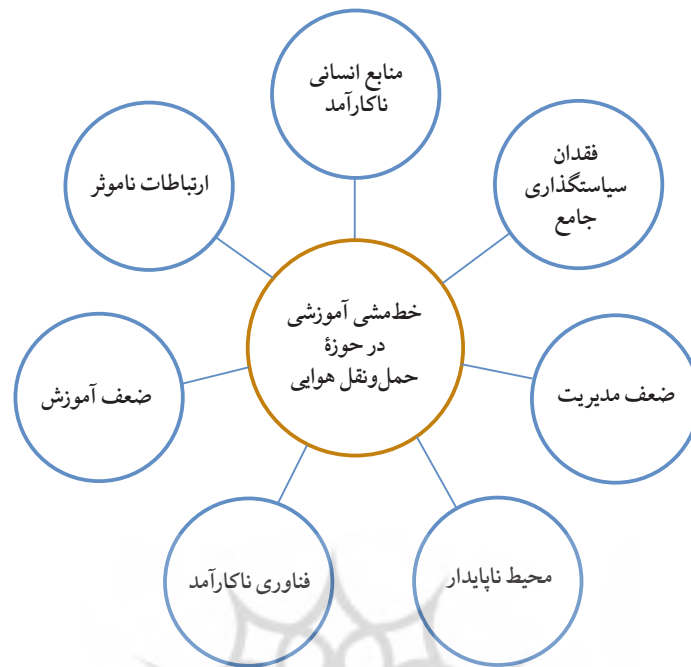 منابع انسانی
ناکارآمد
فقدان
سیاستگذاری
جامع
ارتباطات ناموثر
خط‌مشی آموزشی
در حوزهٔ
حمل‌ونقل هوایی
ضعف مدیریت
ضعف آموزش
محیط ناپایدار
فناوری ناکارآمد